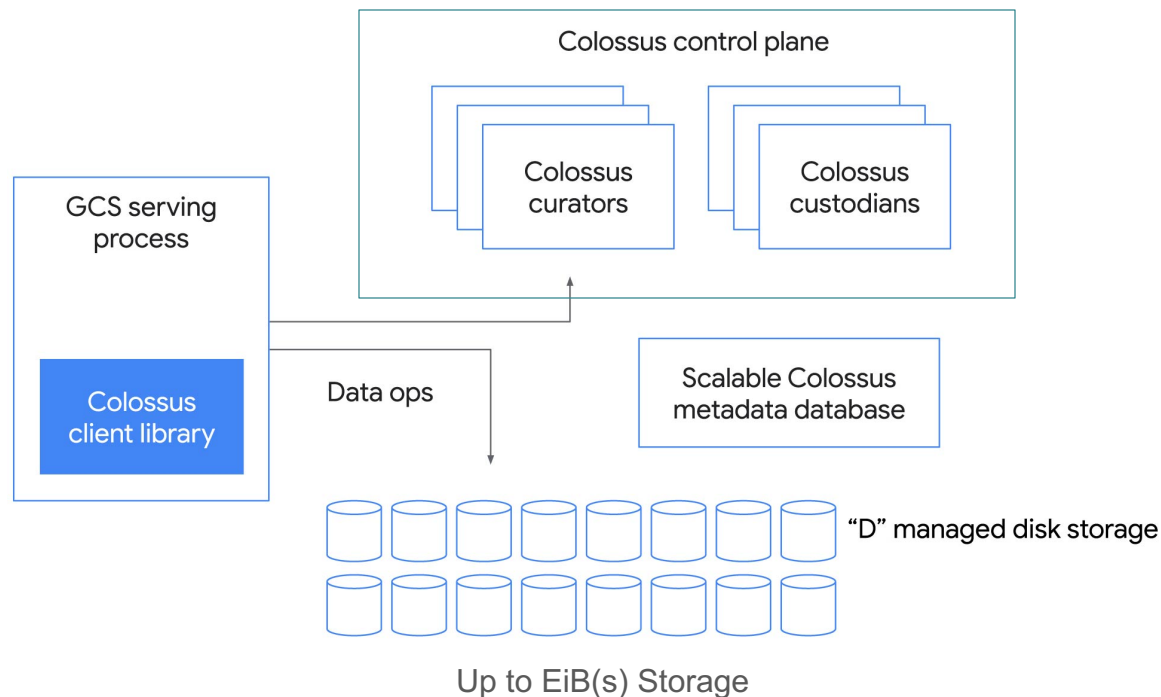 Colossus control plane
Colossus
curators
Colossus
custodians
GCS serving
process
Colossus
client library
Data ops
Scalable Colossus
metadata database
“D” managed disk storage
Up to EiB(s) Storage